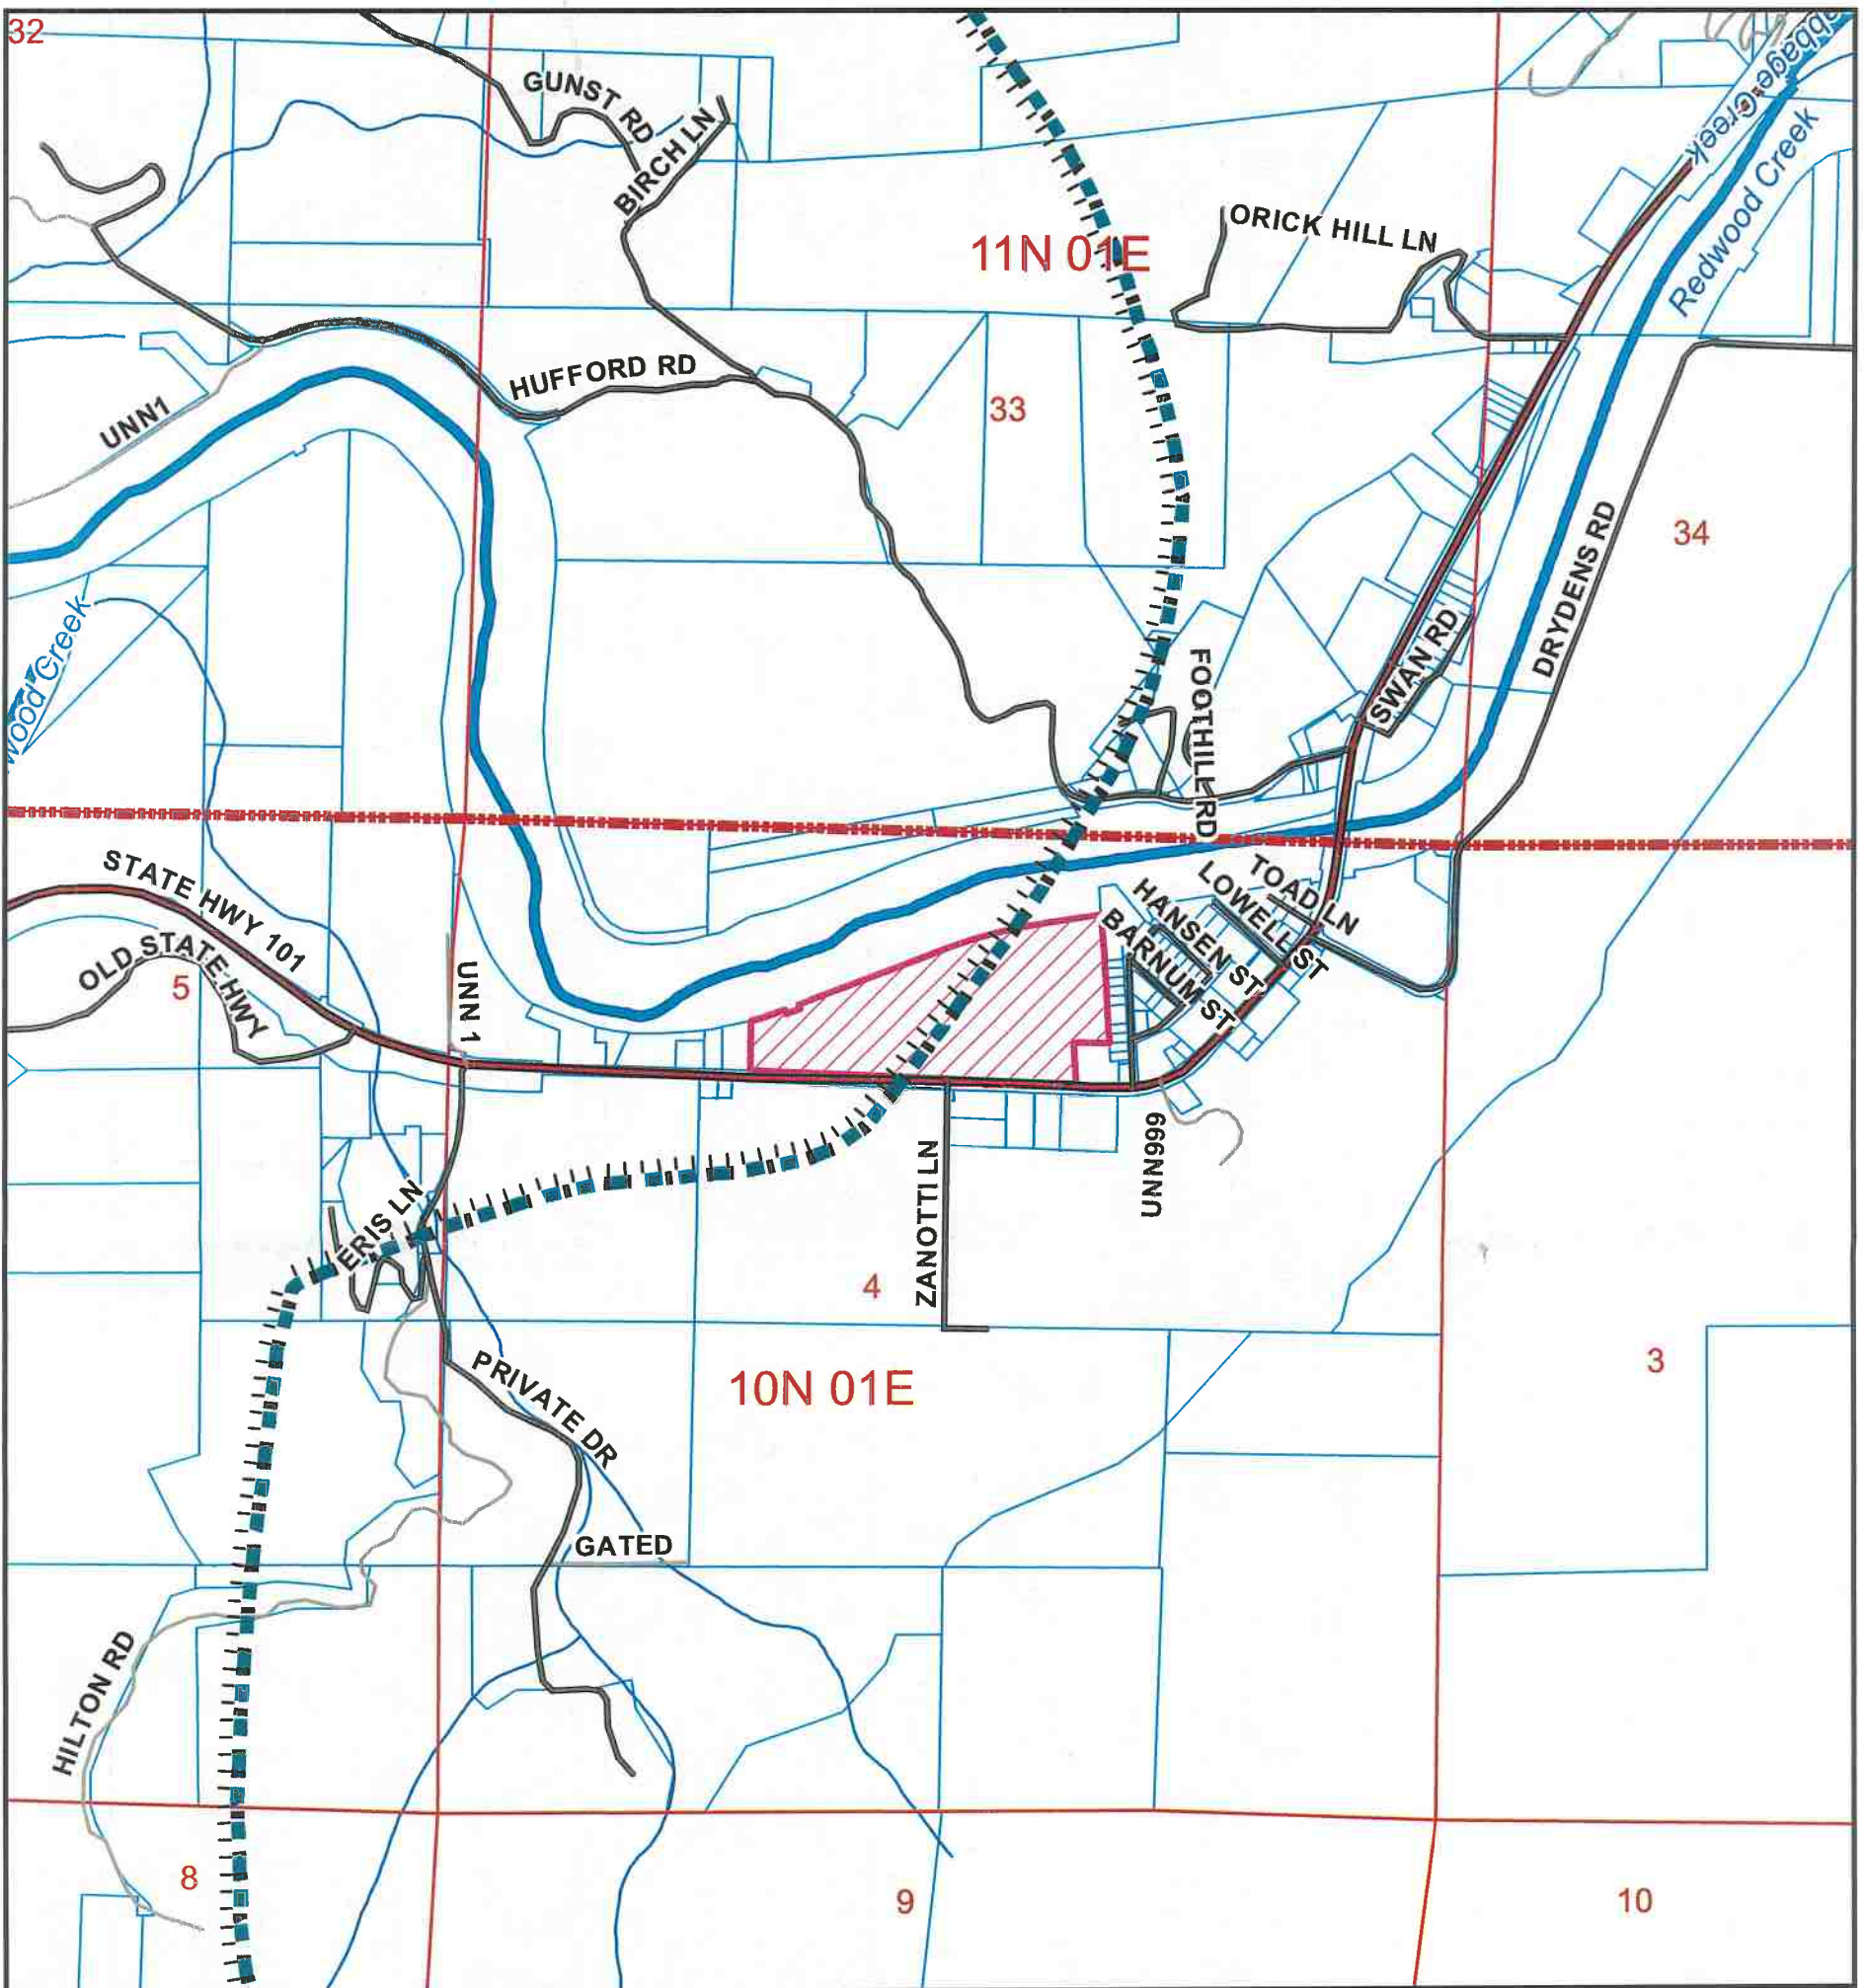 32
GUNST RD
BIRCH LN
Creek
Redwood Creek
11N 01E
ORICK HILL LN
HUFFORD RD
UNN1
33
34
DRYDENS RD
SWAN RD
wood Creek
FOOTHILL RD
STATE HWY 101
OLD STATE HWY
5
UNN 1
TOAD LN
LOWELL ST
HANSEN ST
BARNUM ST
UNN999
ZANOTTI LN
ERIS LN
4
3
10N 01E
PRIVATE DR
GATED
HILTON RD
8
9
10